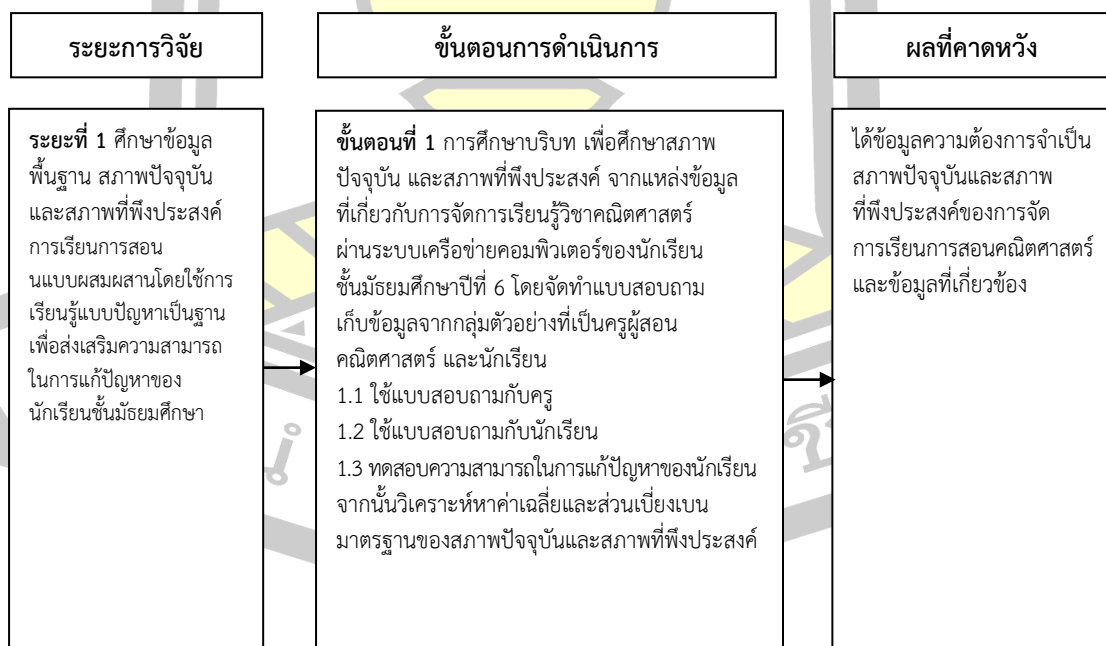 ระยะการวิจัย
ขั้นตอนการดำเนินการ
ผลที่คาดหวัง
ระยะที่ 1 ศึกษาข้อมูล
พื้นฐาน สภาพปัจจุบัน
และสภาพที่พึงประสงค์
การเรียนการสอน
นแบบผสมผสานโดยใช้การ
เรียนรู้แบบปัญหาเป็นฐาน
เพื่อส่งเสริมความสามารถ
ในการแก้ปัญหาของ
นักเรียนชั้นมัธยมศึกษา
ขั้นตอนที่ 1 การศึกษาบริบท เพื่อศึกษาสภาพ
ปัจจุบัน และสภาพที่พึงประสงค์ จากแหล่งข้อมูล
ที่เกี่ยวกับการจัดการเรียนรู้วิชาคณิตศาสตร์
ผ่านระบบเครือข่ายคอมพิวเตอร์ของนักเรียน
ชั้นมัธยมศึกษาปีที่ 6 โดยจัดทำแบบสอบถาม
เก็บข้อมูลจากกลุ่มตัวอย่างที่เป็นครูผู้สอน
คณิตศาสตร์ และนักเรียน
1.1 ใช้แบบสอบถามกับครู
1.2 ใช้แบบสอบถามกับนักเรียน
1.3 ทดสอบความสามารถในการแก้ปัญหาของนักเรียน
จากนั้นวิเคราะห์หาค่าเฉลี่ยและส่วนเบี่ยงเบน
มาตรฐานของสภาพปัจจุบันและสภาพที่พึงประสงค์
ได้ข้อมูลความต้องการจำเป็น
สภาพปัจจุบันและสภาพ
ที่พึงประสงค์ของการจัด
การเรียนการสอนคณิตศาสตร์
และข้อมูลที่เกี่ยวข้อง